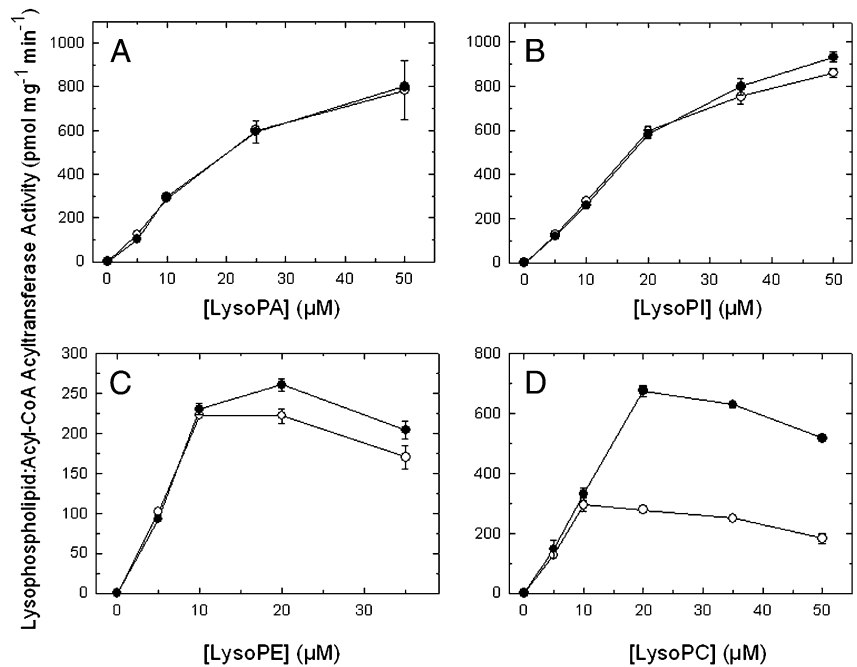 Lysophospholipid:Acyl-CoA Acyltransferase Activity (pmol mg⁻¹ min⁻¹)
A
1000
800
600
400
200
0
0 10 20 30 40 50
[LysoPA] (µM)
B
1000
800
600
400
200
0
0 10 20 30 40 50
[LysoPI] (µM)
C
300
250
200
150
100
50
0
0 10 20 30
[LysoPE] (µM)
D
800
600
400
200
0
0 10 20 30 40 50
[LysoPC] (µM)